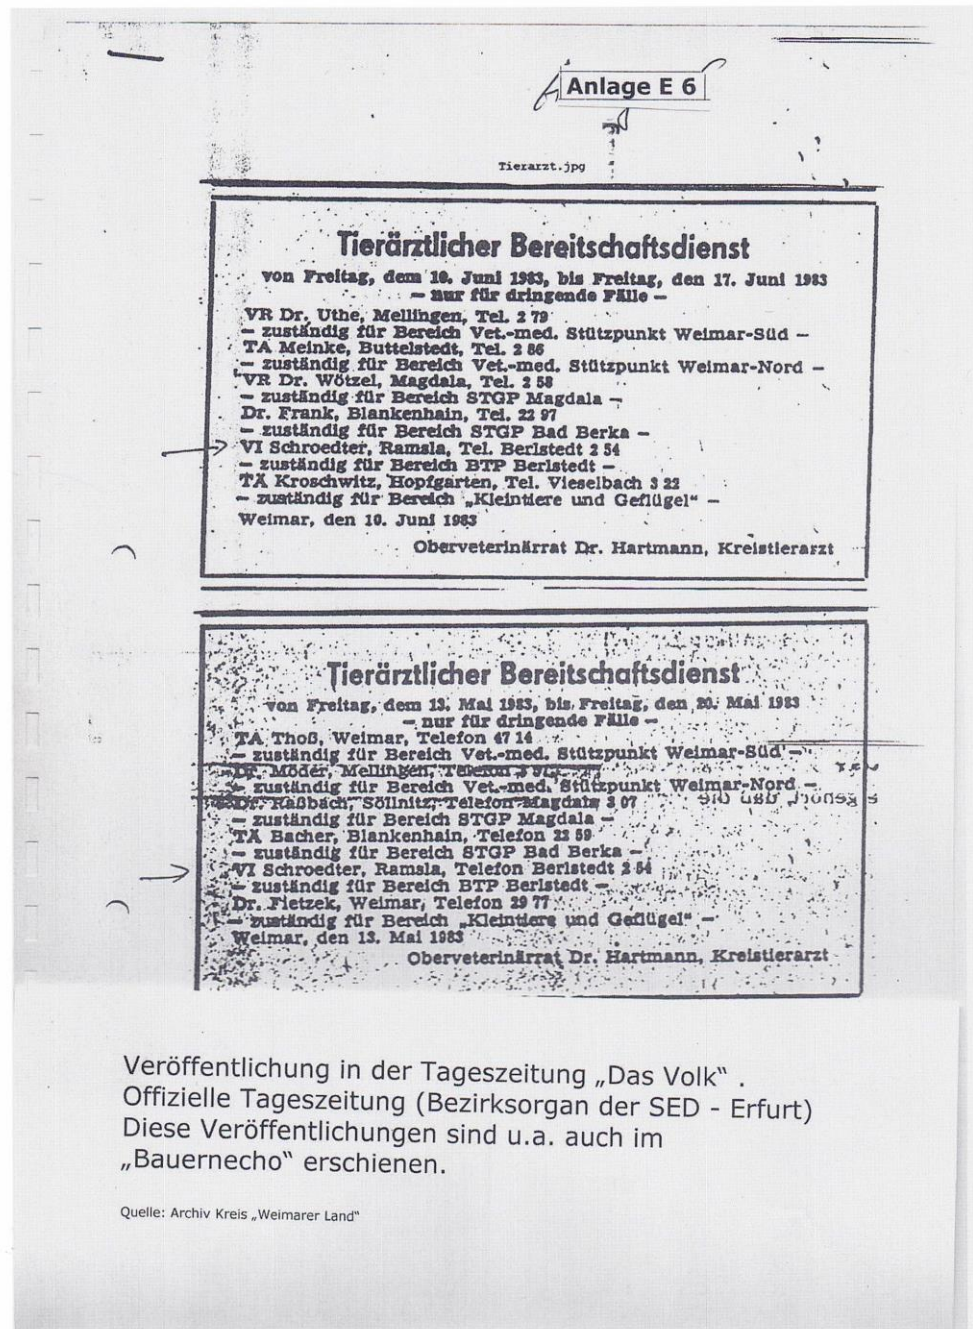 Anlage E 6
Tierarzt.jpg
Tierärztlicher Bereitschaftsdienst
von Freitag, dem 10. Juni 1983, bis Freitag, den 17. Juni 1983
— nur für dringende Fälle —
VR Dr. Uthe, Mellingen, Tel. 2 79
— zuständig für Bereich Vet.-med. Stützpunkt Weimar-Süd —
TA Meinke, Buttelstedt, Tel. 2 86
— zuständig für Bereich Vet.-med. Stützpunkt Weimar-Nord —
VR Dr. Wötzel, Magdala, Tel. 2 58
— zuständig für Bereich STGP Magdala —
Dr. Frank, Blankenhain, Tel. 22 97
— zuständig für Bereich STGP Bad Berka —
VI Schroedter, Ramsla, Tel. Berlstedt 2 54
— zuständig für Bereich BTP Berlstedt —
TÄ Kroschwitz, Hopfgarten, Tel. Vieselbach 3 22
— zuständig für Bereich „Kleintiere und Geflügel“ —
Weimar, den 10. Juni 1983
Oberveterinärrat Dr. Hartmann, Kreistierarzt
Tierärztlicher Bereitschaftsdienst
von Freitag, dem 13. Mai 1983, bis Freitag, den 20. Mai 1983
— nur für dringende Fälle —
TA Thoß, Weimar, Telefon 47 14
— zuständig für Bereich Vet.-med. Stützpunkt Weimar-Süd —
Dr. Möder, Mellingen, Telefon
— zuständig für Bereich Vet.-med. Stützpunkt Weimar-Nord
Dr. Raßbach, Söllnitz, Telefon Magdala 3 07
— zuständig für Bereich STGP Magdala —
TÄ Bacher, Blankenhain, Telefon 22 59
— zuständig für Bereich STGP Bad Berka —
VI Schroedter, Ramsla, Telefon Berlstedt 2 54
— zuständig für Bereich BTP Berlstedt —
Dr. Fietzek, Weimar, Telefon 29 77
— zuständig für Bereich „Kleintiere und Geflügel“ —
Weimar, den 13. Mai 1983
Oberveterinärrat Dr. Hartmann, Kreistierarzt
Veröffentlichung in der Tageszeitung „Das Volk“ .
Offizielle Tageszeitung (Bezirksorgan der SED - Erfurt)
Diese Veröffentlichungen sind u.a. auch im
„Bauernecho“ erschienen.
Quelle: Archiv Kreis „Weimarer Land“